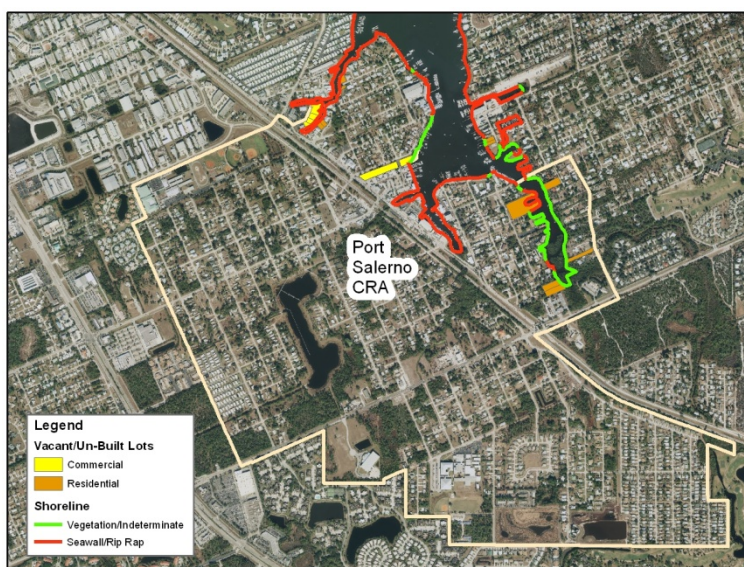 Port
Salerno
CRA
Legend
Vacant/Un-Built Lots
Commercial
Residential
Shoreline
Vegetation/Indeterminate
Seawall/Rip Rap